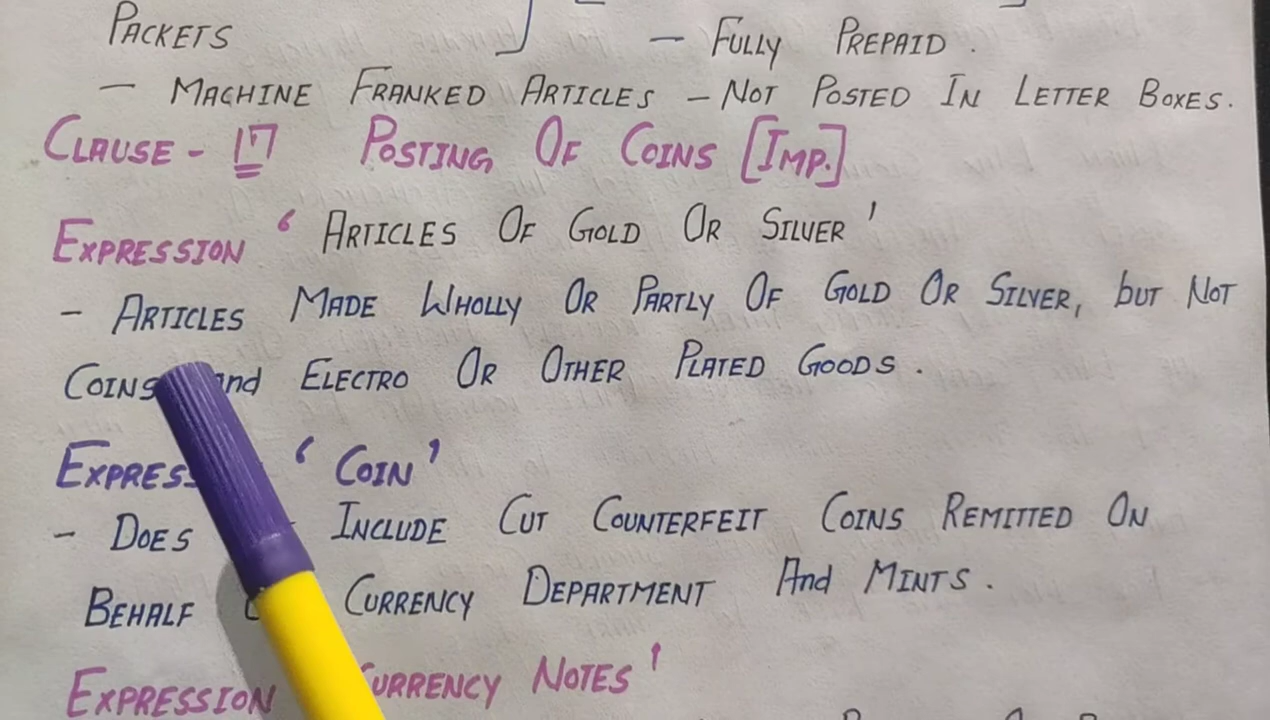 PACKETS — FULLY PREPAID.
— MACHINE FRANKED ARTICLES — NOT POSTED IN LETTER BOXES.
CLAUSE - 17 POSTING OF COINS [IMP.]
EXPRESSION ' ARTICLES OF GOLD OR SILVER '
- ARTICLES MADE WHOLLY OR PARTLY OF GOLD OR SILVER, but NOT
COINS and ELECTRO OR OTHER PLATED GOODS.
EXPRESS ' COIN '
- DOES INCLUDE CUT COUNTERFEIT COINS REMITTED ON
BEHALF CURRENCY DEPARTMENT And MINTS.
EXPRESSION CURRENCY NOTES '